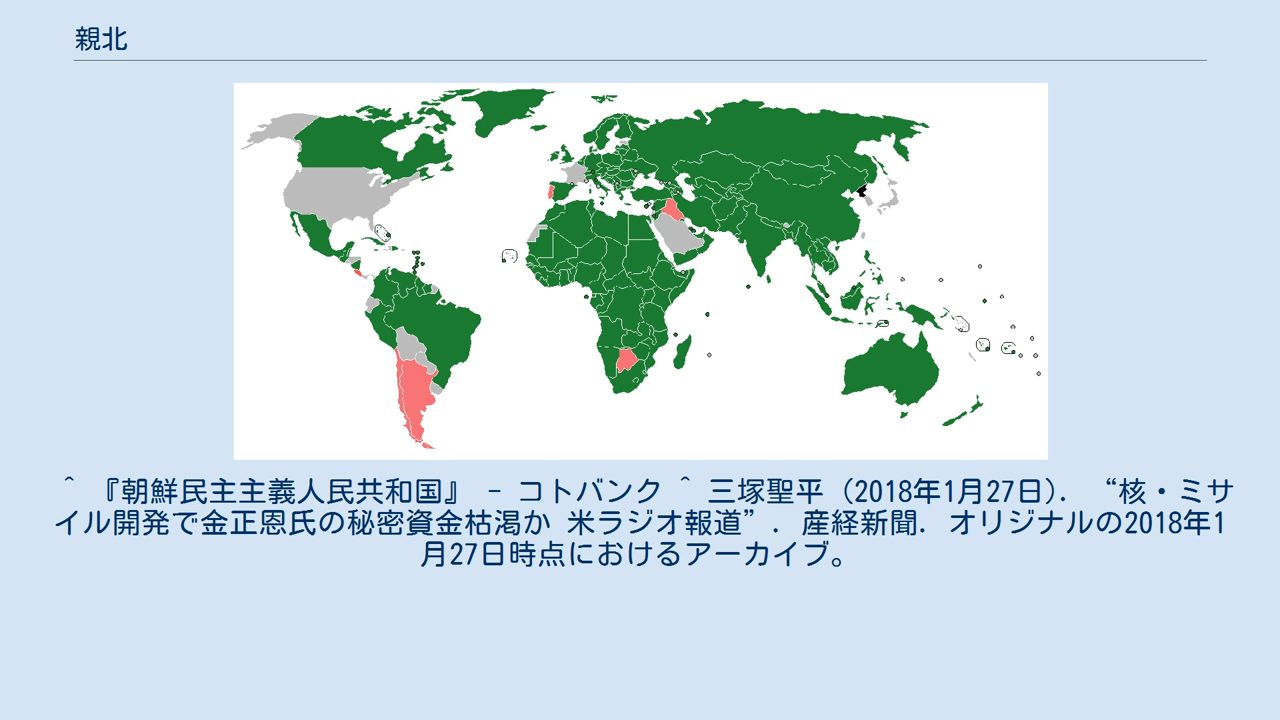 親北
^ 『朝鮮民主主義人民共和国』 - コトバンク ^ 三塚聖平 (2018年1月27日). “核・ミサ
イル開発で金正恩氏の秘密資金枯渇か 米ラジオ報道”. 産経新聞. オリジナルの2018年1
月27日時点におけるアーカイブ。